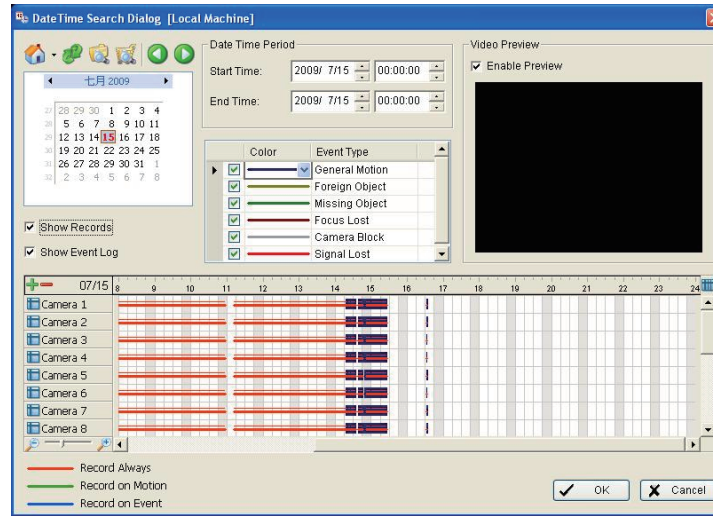 DateTime Search Dialog [Local Machine]
Date Time Period
Start Time: 2009/ 7/15 00:00:00
End Time: 2009/ 7/15 00:00:00
Video Preview
Enable Preview
七月 2009
27 28 29 30 1 2 3 4
28 5 6 7 8 9 10 11
29 12 13 14 15 16 17 18
30 19 20 21 22 23 24 25
31 26 27 28 29 30 31 1
32 2 3 4 5 6 7 8
Show Records
Show Event Log
Color Event Type
General Motion
Foreign Object
Missing Object
Focus Lost
Camera Block
Signal Lost
07/15 8 9 10 11 12 13 14 15 16 17 18 19 20 21 22 23 24
Camera 1
Camera 2
Camera 3
Camera 4
Camera 5
Camera 6
Camera 7
Camera 8
Record Always
Record on Motion
Record on Event
OK
Cancel